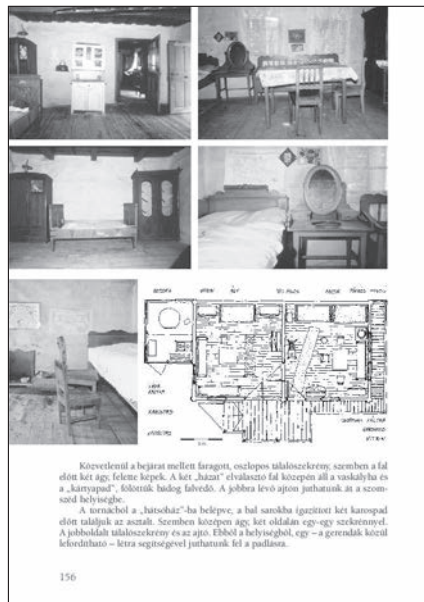 Közvetlenül a bejárat mellett faragott, oszlopos tálalószekrény, szemben a fal
előtt két ágy, felette képek. A két „házat” elválasztó fal közepén áll a vaskályha és
a „kártyapad”, fölöttük bádog falvédő. A jobbra lévő ajtón juthatunk át a szom-
széd helyiségbe.
A tornácból a „hátsóház”-ba belépve, a bal sarokba igazított két karospad
előtt találjuk az asztalt. Szemben középen ágy, két oldalán egy-egy szekrénnyel.
A jobboldalt tálalószekrény és az ajtó. Ebből a helyiségből, egy – a gerendák közül
lefordítható – létra segítségével juthatunk fel a padlásra.
156